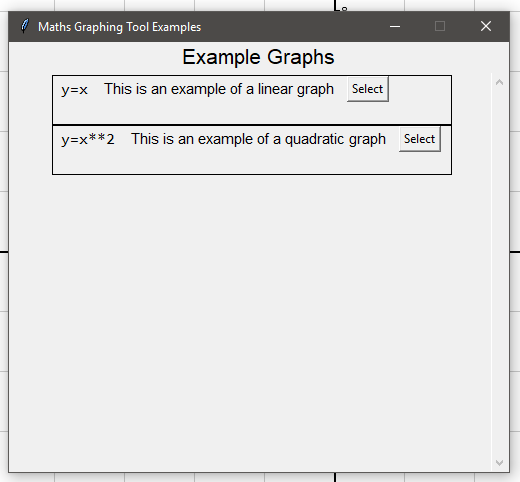 Maths Graphing Tool Examples
8
Example Graphs
y=x This is an example of a linear graph Select
y=x**2 This is an example of a quadratic graph Select